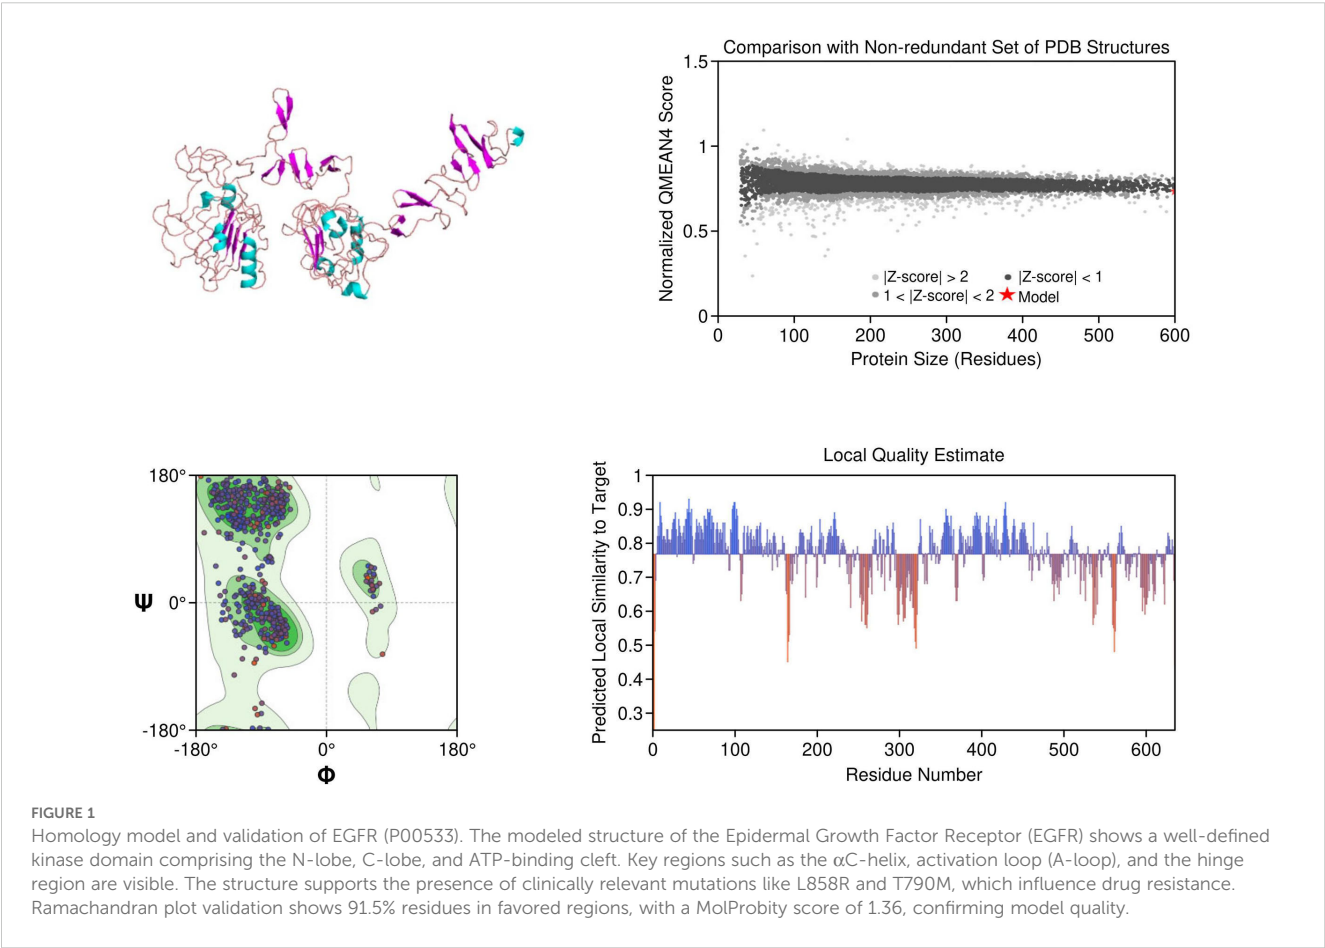 Comparison with Non-redundant Set of PDB Structures
Normalized QMEAN4 Score
1.5
1
0.5
0
|Z-score| > 2
1 < |Z-score| < 2
|Z-score| < 1
Model
0 100 200 300 400 500 600
Protein Size (Residues)
180°
Ψ 0°
-180°
-180° 0° 180°
Φ
Local Quality Estimate
Predicted Local Similarity to Target
1
0.9
0.8
0.7
0.6
0.5
0.4
0.3
0 100 200 300 400 500 600
Residue Number
FIGURE 1
Homology model and validation of EGFR (P00533). The modeled structure of the Epidermal Growth Factor Receptor (EGFR) shows a well-defined
kinase domain comprising the N-lobe, C-lobe, and ATP-binding cleft. Key regions such as the αC-helix, activation loop (A-loop), and the hinge
region are visible. The structure supports the presence of clinically relevant mutations like L858R and T790M, which influence drug resistance.
Ramachandran plot validation shows 91.5% residues in favored regions, with a MolProbity score of 1.36, confirming model quality.